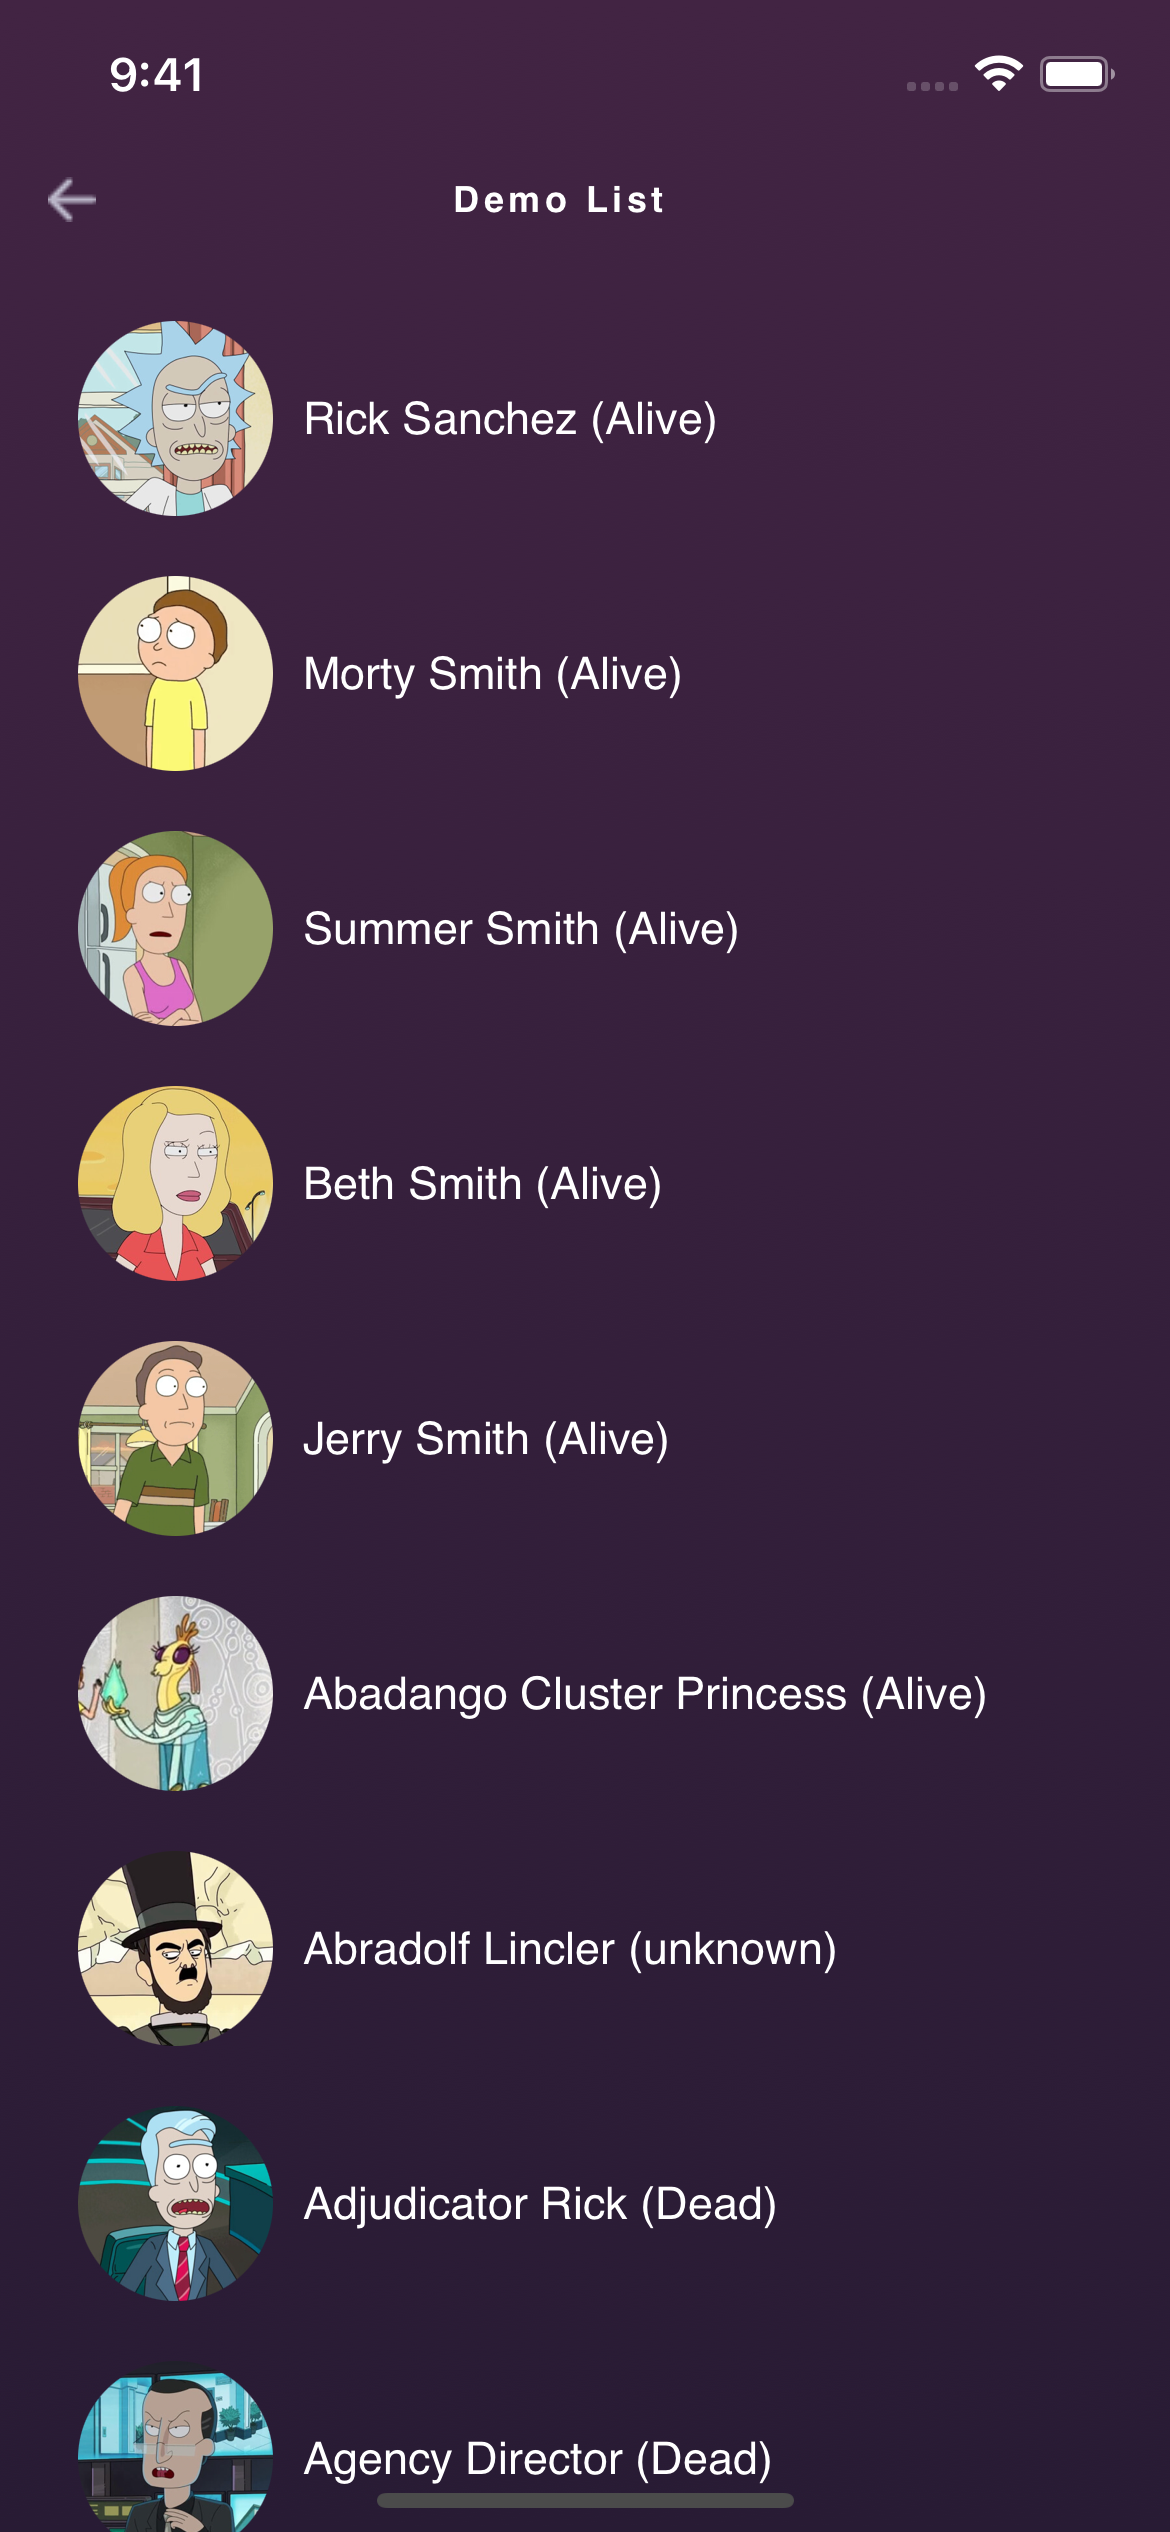 9:41
Demo List
Rick Sanchez (Alive)
Morty Smith (Alive)
Summer Smith (Alive)
Beth Smith (Alive)
Jerry Smith (Alive)
Abadango Cluster Princess (Alive)
Abradolf Lincler (unknown)
Adjudicator Rick (Dead)
Agency Director (Dead)